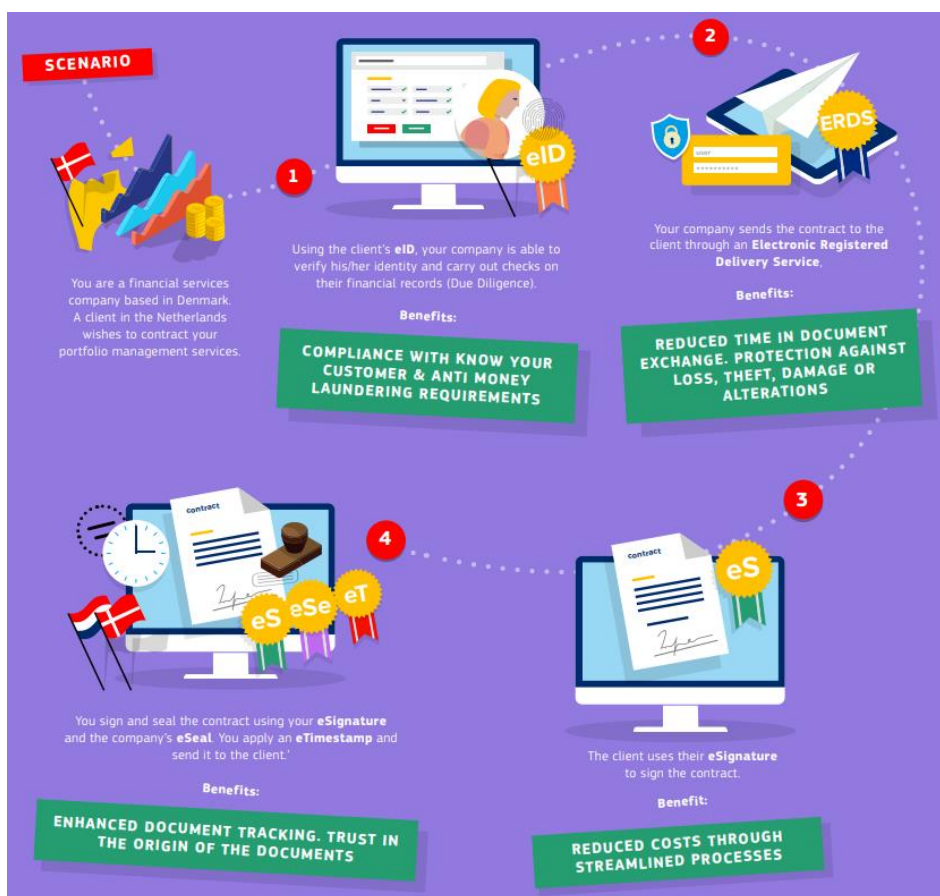 SCENARIO
You are a financial services
company based in Denmark.
A client in the Netherlands
wishes to contract your
portfolio management services.
1
eID
Using the client's eID, your company is able to
verify his/her identity and carry out checks on
their financial records (Due Diligence).
Benefits:
COMPLIANCE WITH KNOW YOUR
CUSTOMER & ANTI MONEY
LAUNDERING REQUIREMENTS
2
ERDS
USER
**********
Your company sends the contract to the
client through an Electronic Registered
Delivery Service,
Benefits:
REDUCED TIME IN DOCUMENT
EXCHANGE. PROTECTION AGAINST
LOSS, THEFT, DAMAGE OR
ALTERATIONS
3
contract
eS
The client uses their eSignature
to sign the contract.
Benefit:
REDUCED COSTS THROUGH
STREAMLINED PROCESSES
4
contract
eS
eSe
eT
You sign and seal the contract using your eSignature
and the company's eSeal. You apply an eTimestamp and
send it to the client.'
Benefits:
ENHANCED DOCUMENT TRACKING. TRUST IN
THE ORIGIN OF THE DOCUMENTS